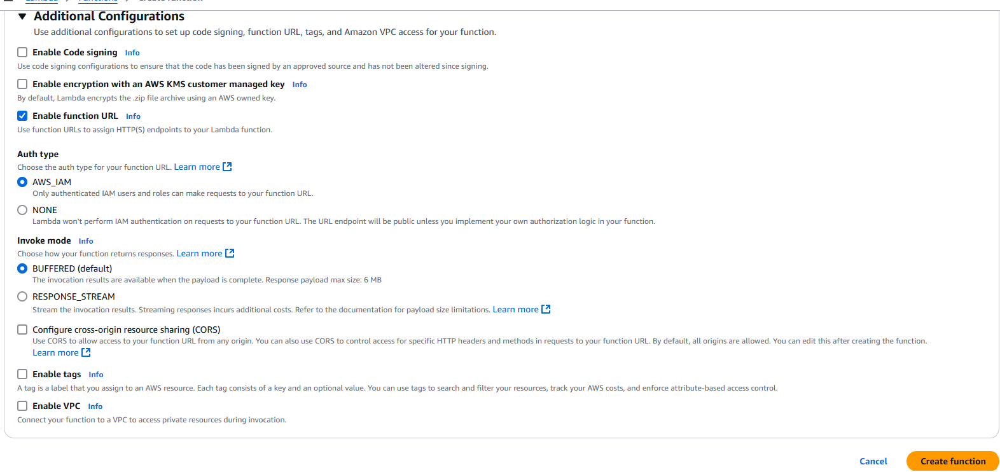 Lambda
Functions
Create function
Additional Configurations
Use additional configurations to set up code signing, function URL, tags, and Amazon VPC access for your function.
Enable Code signing Info
Use code signing configurations to ensure that the code has been signed by an approved source and has not been altered since signing.
Enable encryption with an AWS KMS customer managed key Info
By default, Lambda encrypts the .zip file archive using an AWS owned key.
Enable function URL Info
Use function URLs to assign HTTP(S) endpoints to your Lambda function.
Auth type
Choose the auth type for your function URL. Learn more
AWS_IAM
Only authenticated IAM users and roles can make requests to your function URL.
NONE
Lambda won't perform IAM authentication on requests to your function URL. The URL endpoint will be public unless you implement your own authorization logic in your function.
Invoke mode Info
Choose how your function returns responses. Learn more
BUFFERED (default)
The invocation results are available when the payload is complete. Response payload max size: 6 MB
RESPONSE_STREAM
Stream the invocation results. Streaming responses incurs additional costs. Refer to the documentation for payload size limitations. Learn more
Configure cross-origin resource sharing (CORS)
Use CORS to allow access to your function URL from any origin. You can also use CORS to control access for specific HTTP headers and methods in requests to your function URL. By default, all origins are allowed. You can edit this after creating the function.
Learn more
Enable tags Info
A tag is a label that you assign to an AWS resource. Each tag consists of a key and an optional value. You can use tags to search and filter your resources, track your AWS costs, and enforce attribute-based access control.
Enable VPC Info
Connect your function to a VPC to access private resources during invocation.
Cancel Create function